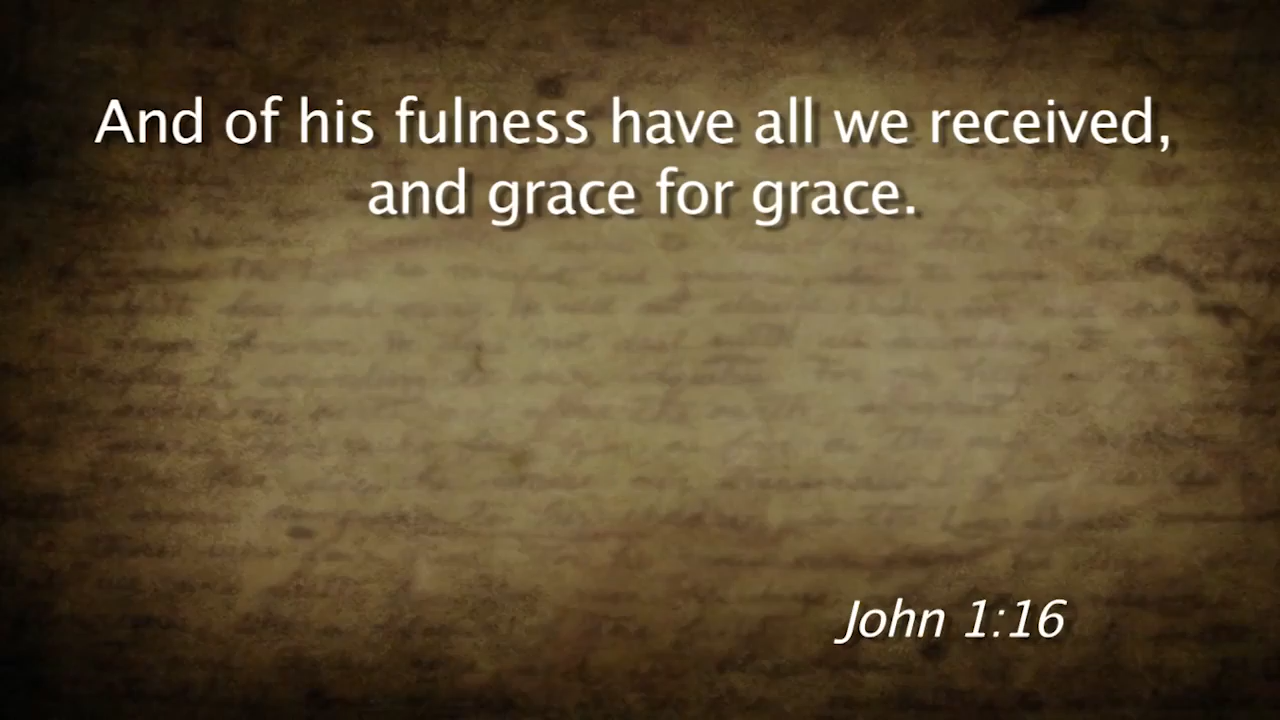 And of his fulness have all we received,
and grace for grace.
John 1:16